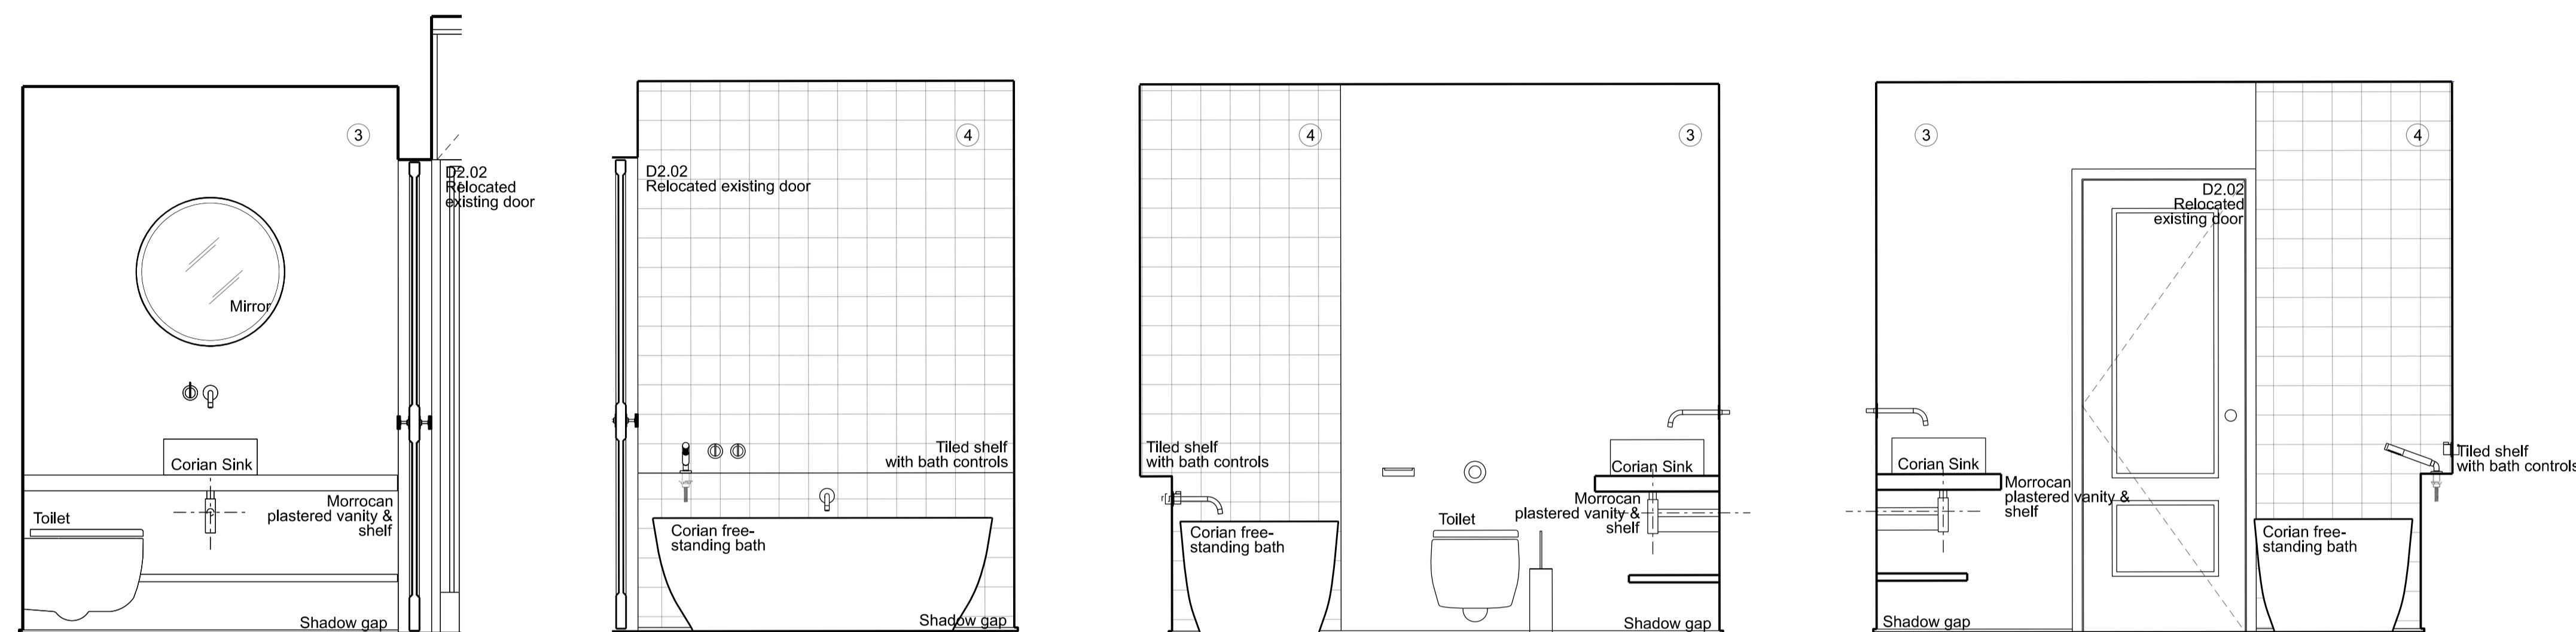 3
D2.02
Relocated
existing door
Mirror
Corian Sink
Morrocan
plastered vanity &
shelf
Toilet
Shadow gap
4
D2.02
Relocated existing door
Tiled shelf
with bath controls
Corian free-
standing bath
Shadow gap
4
3
Tiled shelf
with bath controls
Corian Sink
Morrocan
plastered vanity &
shelf
Toilet
Corian free-
standing bath
Shadow gap
3
4
D2.02
Relocated
existing door
Tiled shelf
with bath controls
Corian Sink
Morrocan
plastered vanity &
shelf
Corian free-
standing bath
Shadow gap